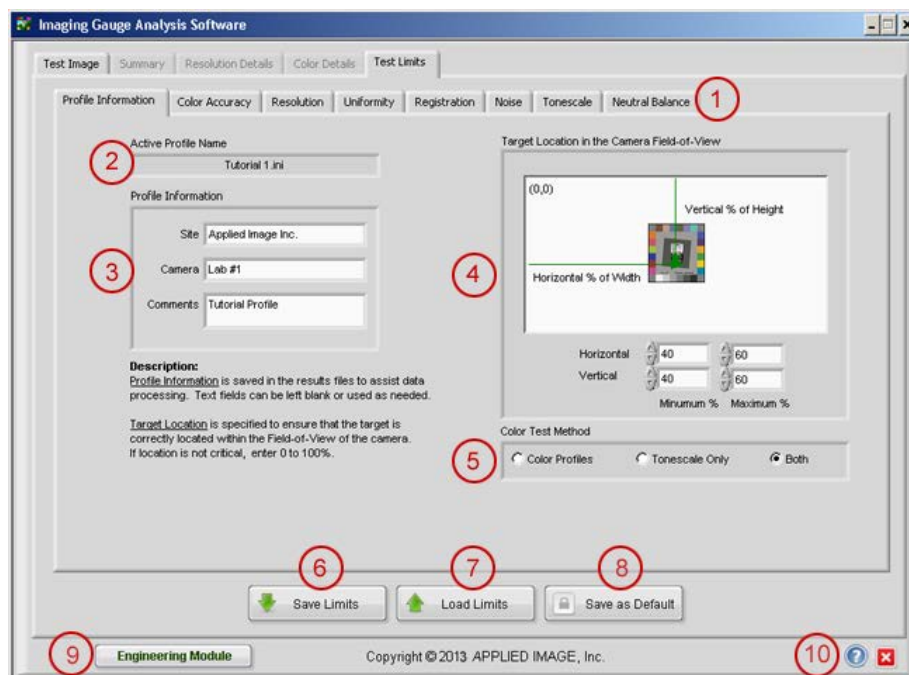 Imaging Gauge Analysis Software
Test Image Summary Resolution Details Color Details Test Limits
Profile Information Color Accuracy Resolution Uniformity Registration Noise Tonescale Neutral Balance
1
Active Profile Name
2
Tutorial 1.ini
Profile Information
Site Applied Image Inc.
3
Camera Lab #1
Comments Tutorial Profile
Description:
Profile Information is saved in the results files to assist data
processing. Text fields can be left blank or used as needed.
Target Location is specified to ensure that the target is
correctly located within the Field-of-View of the camera.
If location is not critical, enter 0 to 100%.
Target Location in the Camera Field-of-View
(0,0)
Vertical % of Height
4
Horizontal % of Width
Horizontal 40 60
Vertical 40 60
Minumum % Maximum %
Color Test Method
5
Color Profiles Tonescale Only Both
6 7 8
Save Limits Load Limits Save as Default
9
Engineering Module
Copyright © 2013 APPLIED IMAGE, Inc.
10
?